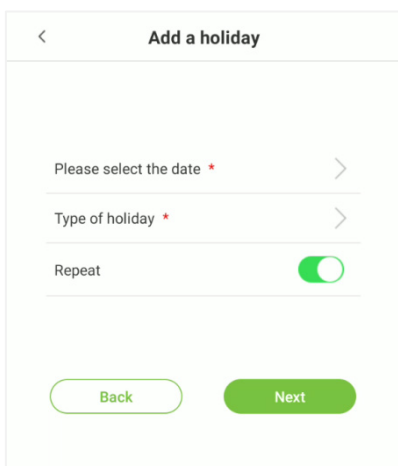 Add a holiday
Please select the date *
Type of holiday *
Repeat
Back Next